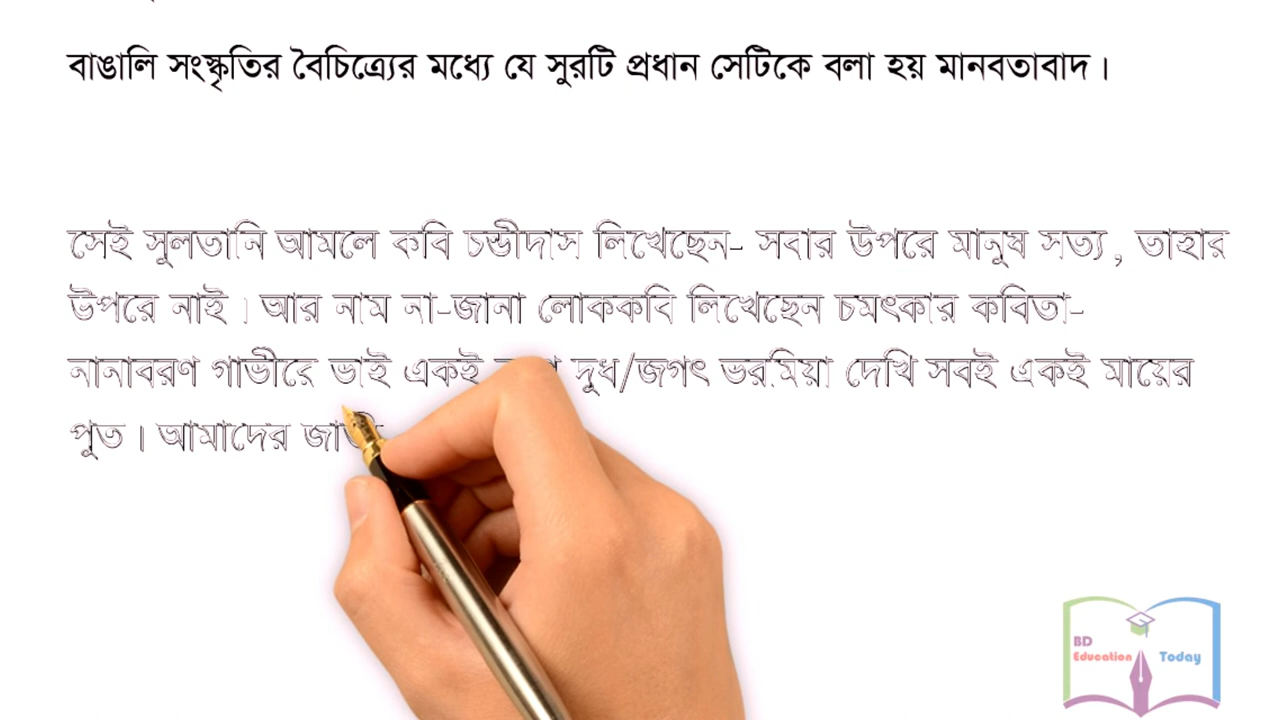 বাঙালি সংস্কৃতির বৈচিত্র্যের মধ্যে যে সুরটি প্রধান সেটিকে বলা হয় মানবতাবাদ।
সেই সুলতানি আমলে কবি চন্ডীদাস লিখেছেন- সবার উপরে মানুষ সত্য, তাহার
উপরে নাই। আর নাম না-জানা লোককবি লিখেছেন চমৎকার কবিতা-
নানাবরণ গাভীরে ভাই একই দুধ/জগৎ ভরমিয়া দেখি সবই একই মায়ের
পুত। আমাদের
BD
Education Today